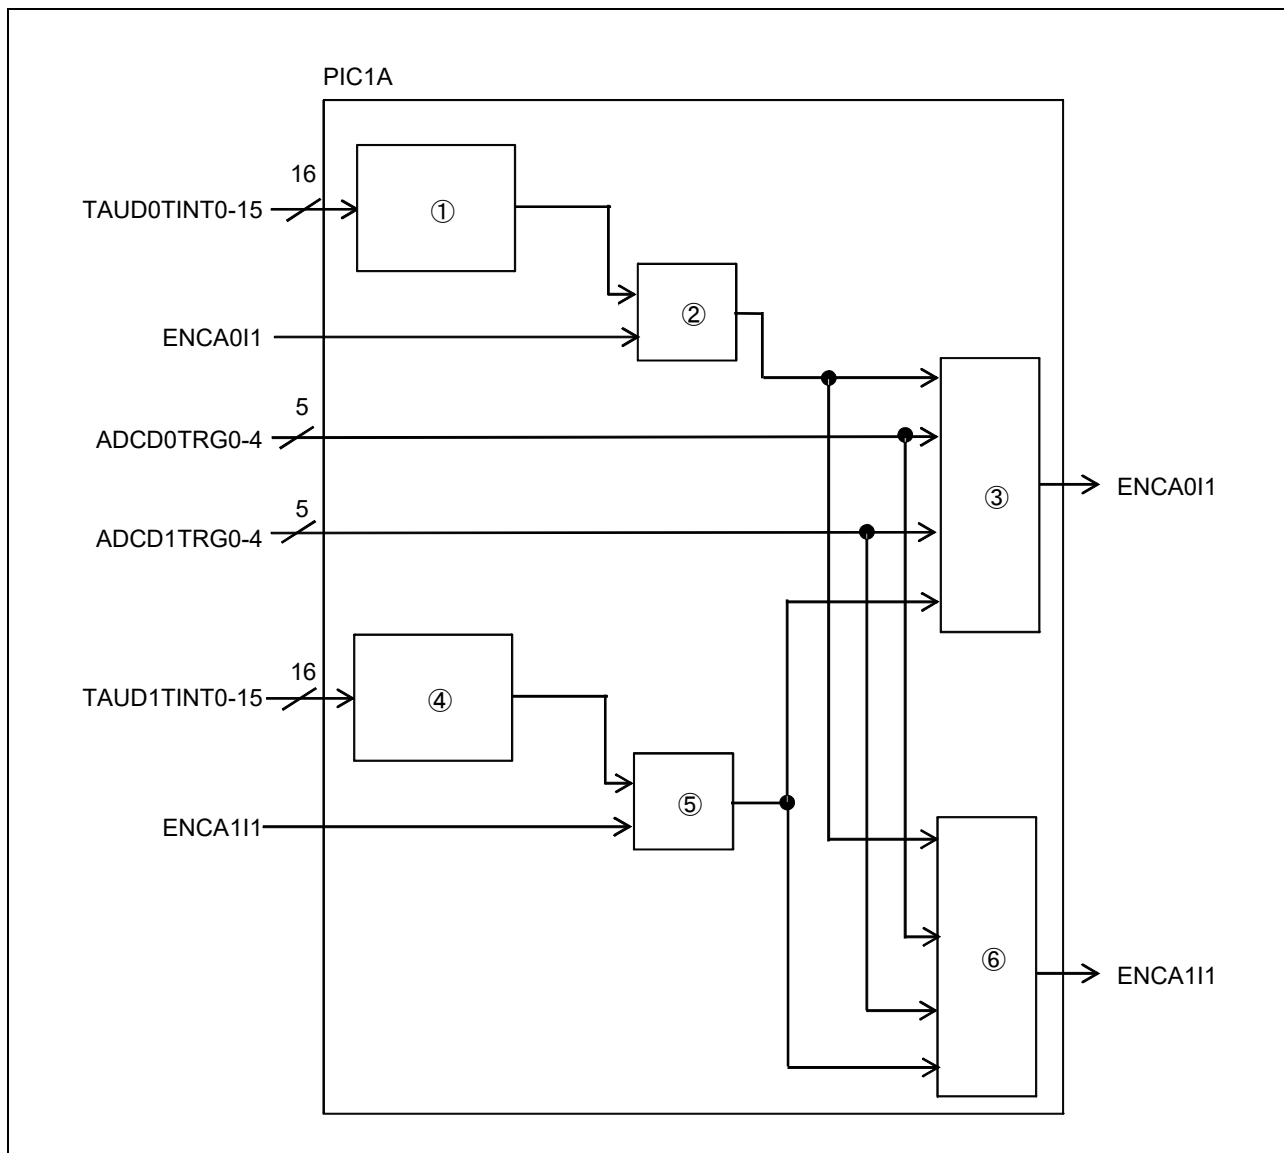 PIC1A
16
TAUD0TINT0-15
①
②
ENCA0I1
5
ADCD0TRG0-4
③
ENCA0I1
5
ADCD1TRG0-4
16
TAUD1TINT0-15
④
⑤
ENCA1I1
⑥
ENCA1I1